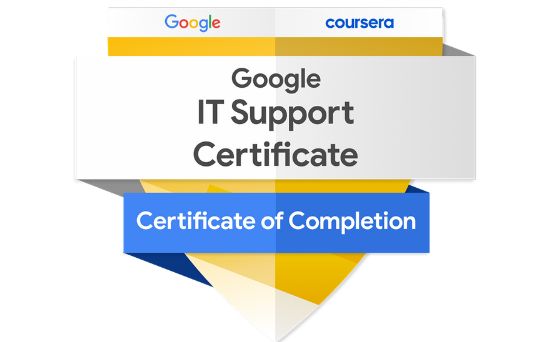 Google coursera
Google
IT Support
Certificate
Certificate of Completion